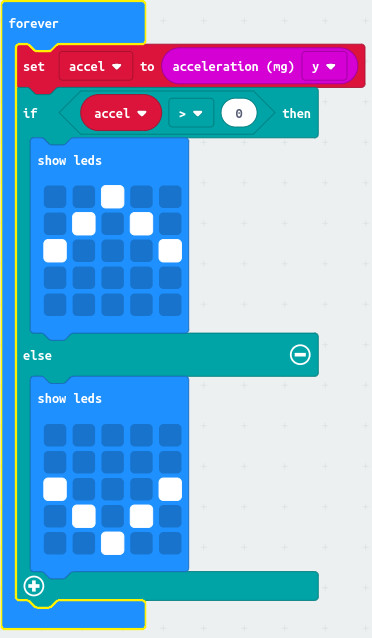 forever
set accel to acceleration (mg) y
if accel > 0 then
show leds
else
show leds